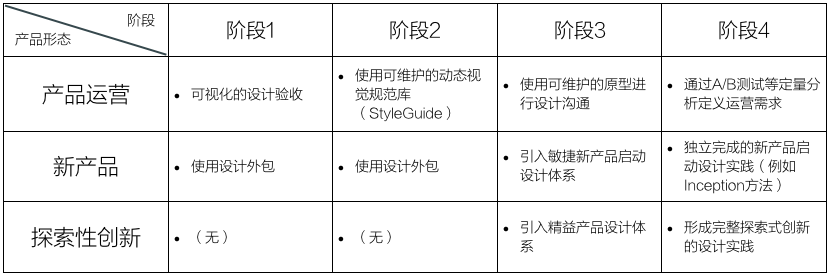 阶段
产品形态
阶段1
阶段2
阶段3
阶段4
产品运营
• 可视化的设计验收
• 使用可维护的动态视
觉规范库
（StyleGuide）
• 使用可维护的原型进
行设计沟通
• 通过A/B测试等定量分
析定义运营需求
新产品
• 使用设计外包
• 使用设计外包
• 引入敏捷新产品启动
设计体系
• 独立完成的新产品启
动设计实践（例如
Inception方法）
探索性创新
• （无）
• （无）
• 引入精益产品设计体
系
• 形成完整探索式创新
的设计实践